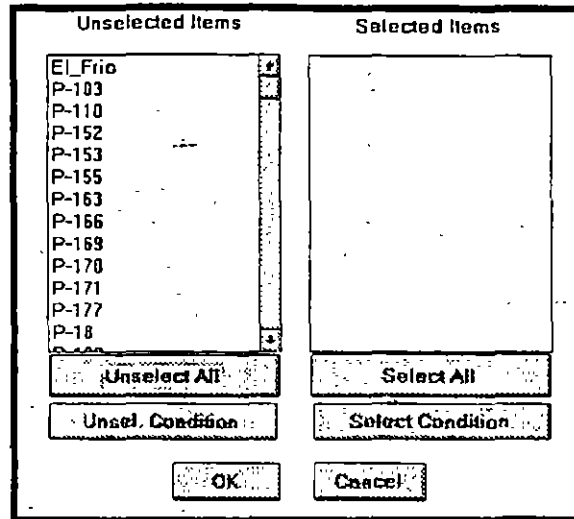 Unselected Items
Selected Items
El_Frio
P-103
P-110
P-152
P-153
P-155
P-163
P-166
P-169
P-170
P-171
P-177
P-18
Unselect All
Select All
Unsel. Condition
Select Condition
OK
Cancel